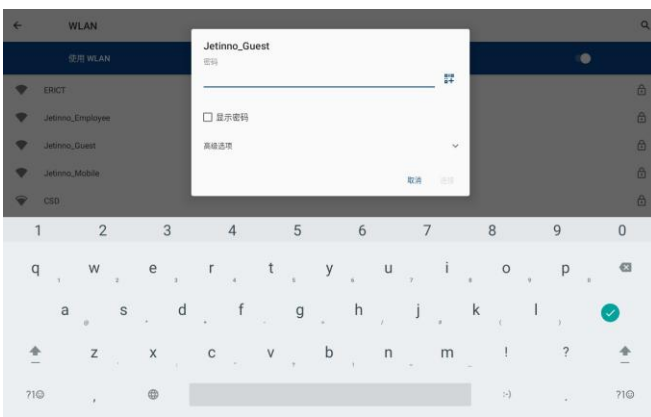 WLAN
使用 WLAN
Jetinno_Guest
密码
显示密码
高级选项
取消 连接
ERICT
Jetinno_Employee
Jetinno_Guest
Jetinno_Mobile
CSD
1 2 3 4 5 6 7 8 9 0
q w e r t y u i o p
a s d f g h j k l
z x c v b n m ! ?
?1☺ , :-) . ?1☺